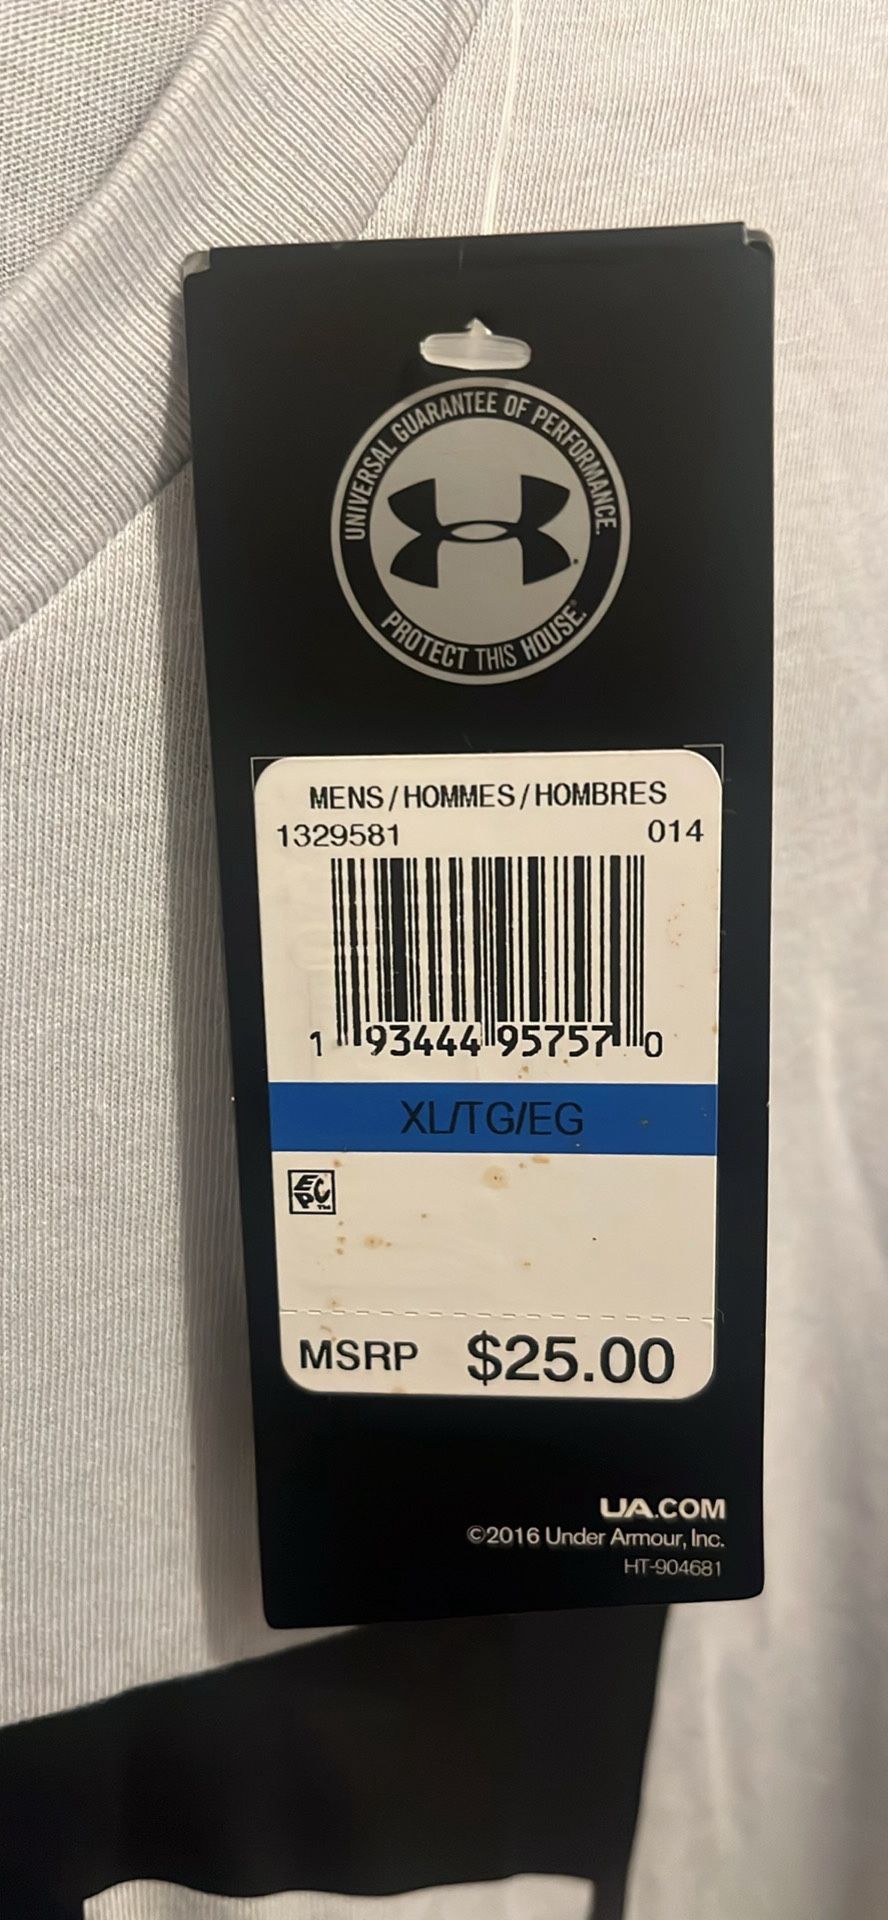 UNIVERSAL GUARANTEE OF PERFORMANCE.
PROTECT THIS HOUSE.®
MENS/HOMMES/HOMBRES
1329581 014
1 93444 95757 0
XL/TG/EG
EPC™
MSRP $25.00
UA.COM
©2016 Under Armour, Inc.
HT-904681